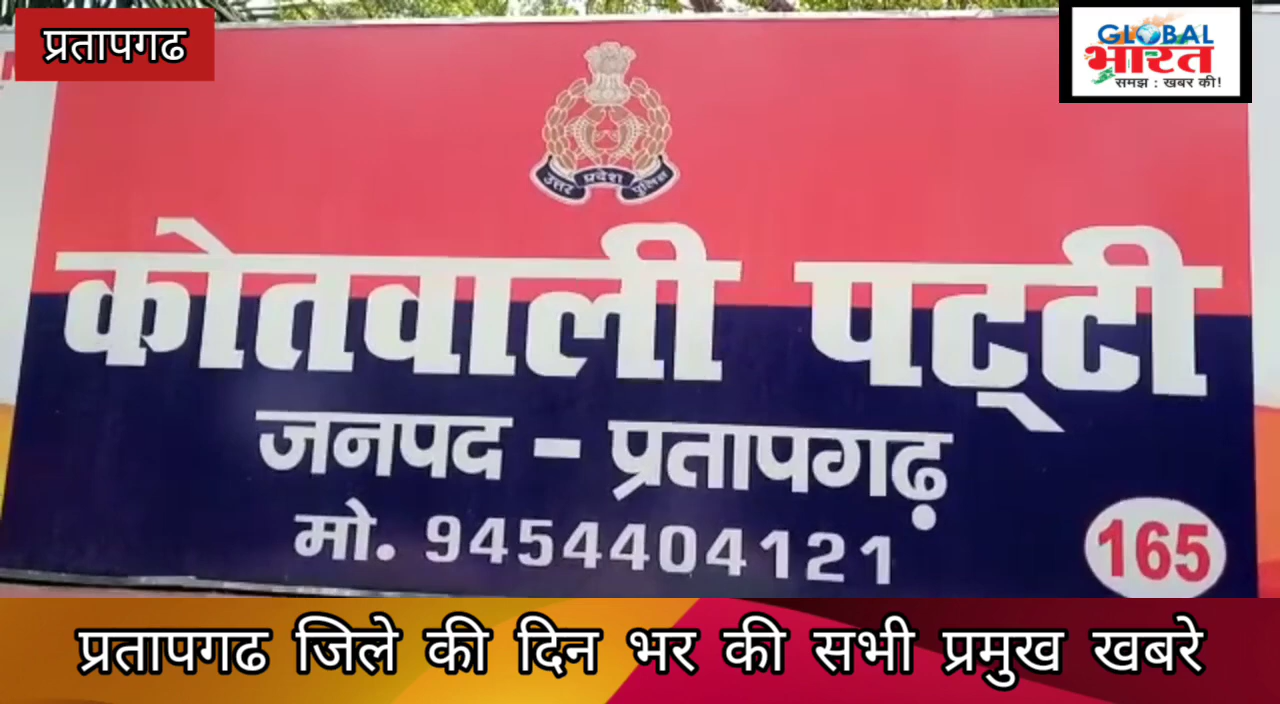 प्रतापगढ
GLOBAL
भारत
समझ : खबर की!
उत्तर प्रदेश पुलिस
कोतवाली पट्टी
जनपद - प्रतापगढ़
मो. 9454404121
165
प्रतापगढ जिले की दिन भर की सभी प्रमुख खबरे